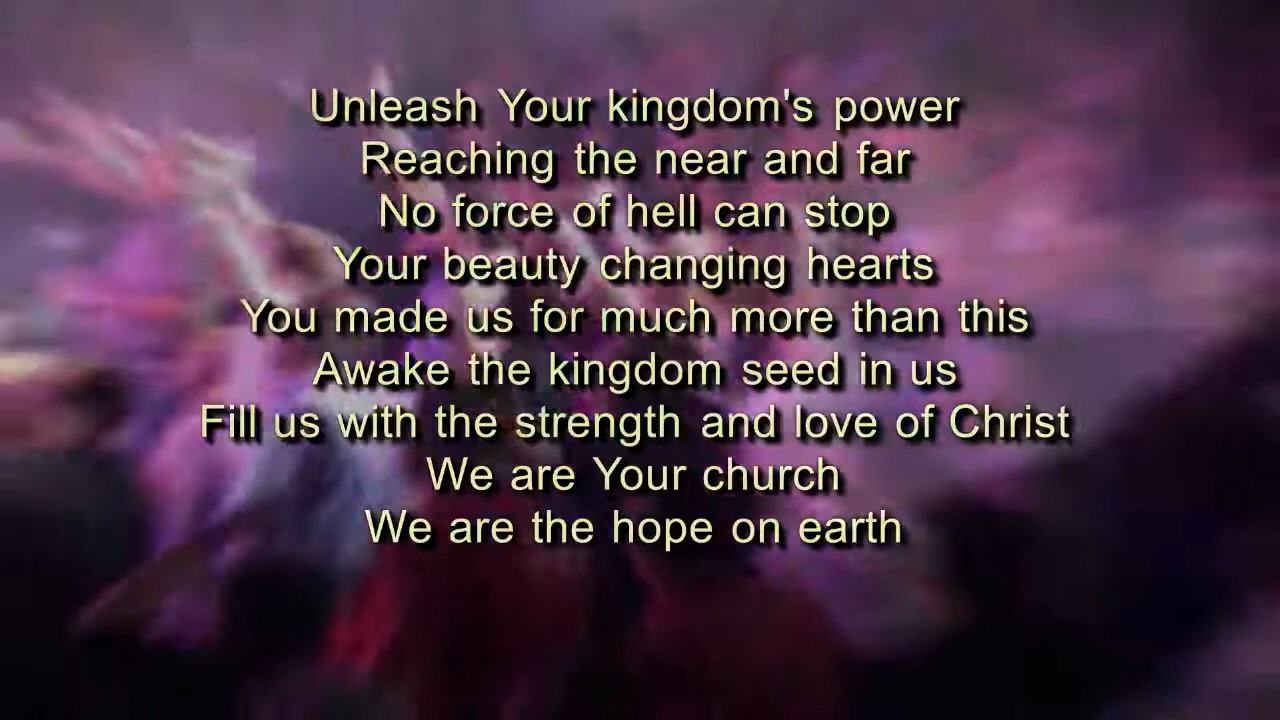 Unleash Your kingdom's power
Reaching the near and far
No force of hell can stop
Your beauty changing hearts
You made us for much more than this
Awake the kingdom seed in us
Fill us with the strength and love of Christ
We are Your church
We are the hope on earth